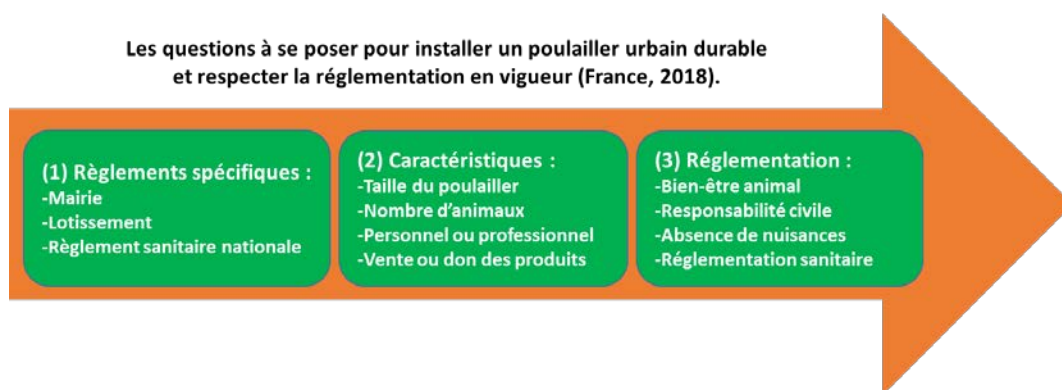 Les questions à se poser pour installer un poulailler urbain durable
et respecter la réglementation en vigueur (France, 2018).
(1) Règlements spécifiques :
-Mairie
-Lotissement
-Règlement sanitaire nationale
(2) Caractéristiques :
-Taille du poulailler
-Nombre d'animaux
-Personnel ou professionnel
-Vente ou don des produits
(3) Réglementation :
-Bien-être animal
-Responsabilité civile
-Absence de nuisances
-Réglementation sanitaire